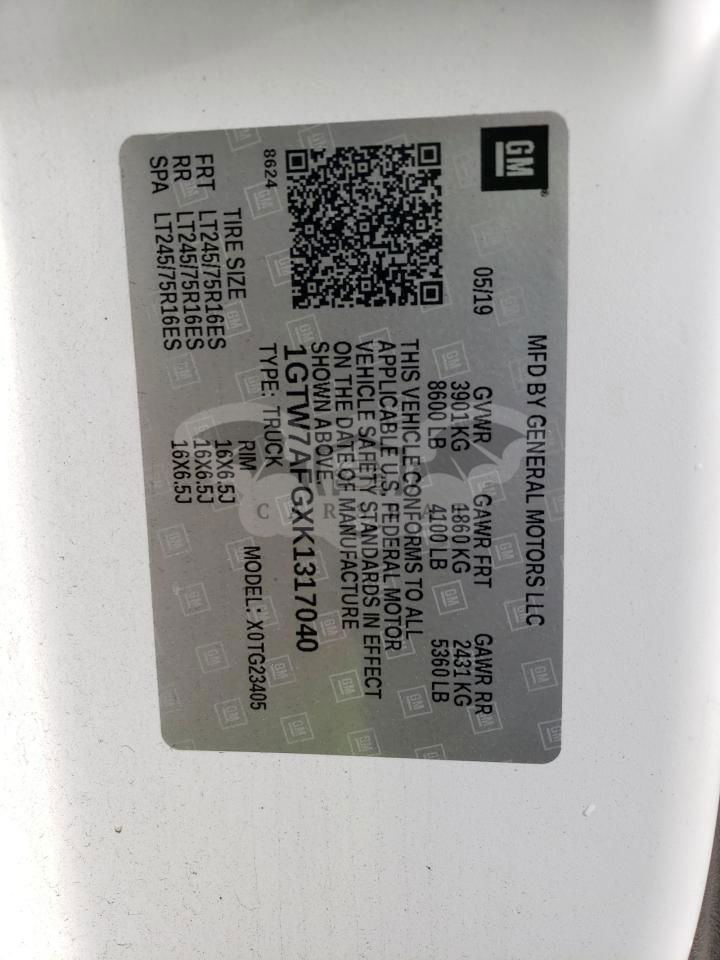 GM
MFD BY GENERAL MOTORS LLC
05/19
GVWR GAWR FRT GAWR RR
3901 KG 1860 KG 2431 KG
8600 LB 4100 LB 5360 LB
THIS VEHICLE CONFORMS TO ALL
APPLICABLE U.S. FEDERAL MOTOR
VEHICLE SAFETY STANDARDS IN EFFECT
ON THE DATE OF MANUFACTURE
SHOWN ABOVE.
1GTW7AFGXK1317040
8624
TYPE: TRUCK MODEL: X0TG23405
TIRE SIZE RIM
FRT LT245/75R16ES 16X6.5J
RR LT245/75R16ES 16X6.5J
SPA LT245/75R16ES 16X6.5J